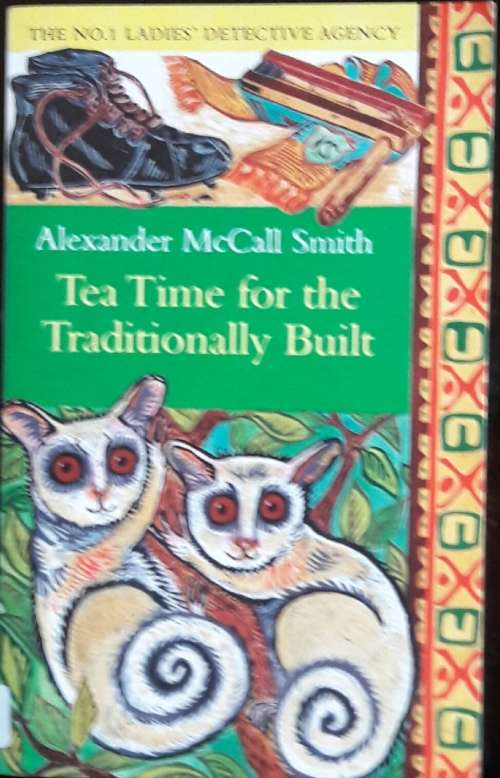 THE NO.1 LADIES' DETECTIVE AGENCY
Alexander McCall Smith
Tea Time for the
Traditionally Built